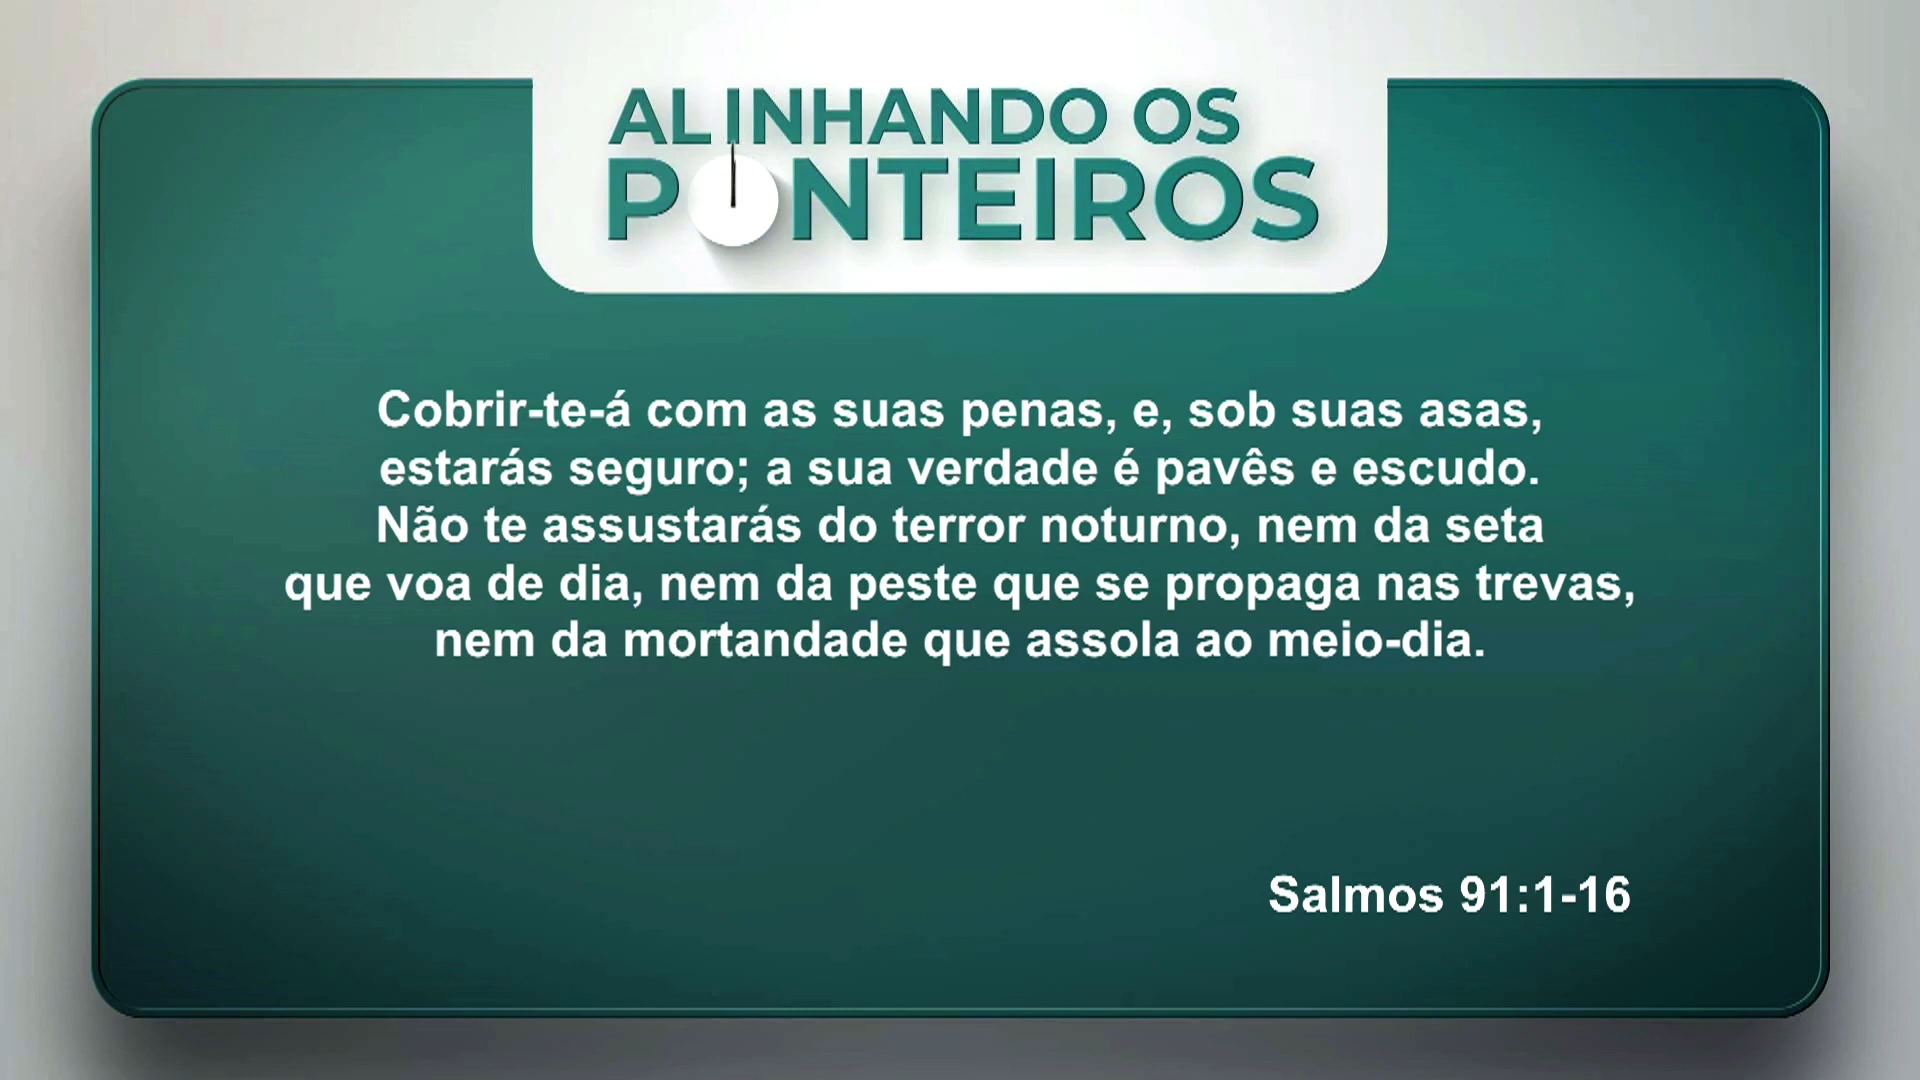 ALINHANDO OS
PONTEIROS
Cobrir-te-á com as suas penas, e, sob suas asas,
estarás seguro; a sua verdade é pavês e escudo.
Não te assustarás do terror noturno, nem da seta
que voa de dia, nem da peste que se propaga nas trevas,
nem da mortandade que assola ao meio-dia.
Salmos 91:1-16